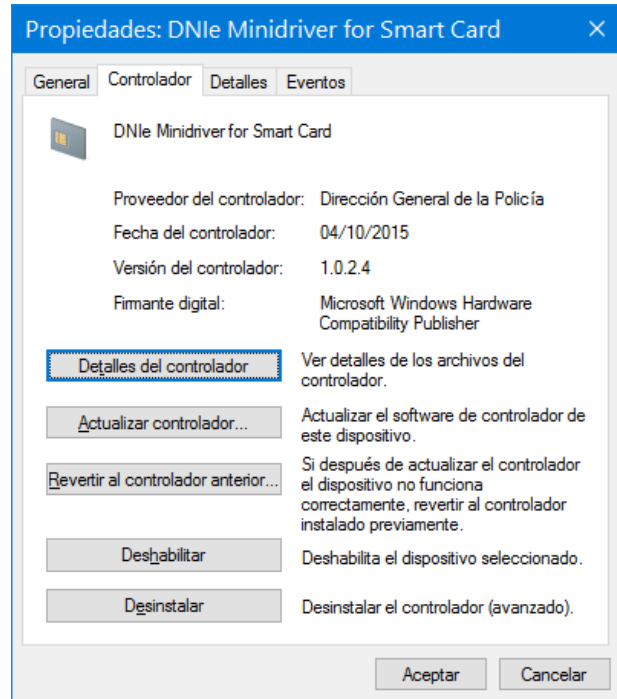 Propiedades: DNIe Minidriver for Smart Card
General Controlador Detalles Eventos
DNIe Minidriver for Smart Card
Proveedor del controlador: Dirección General de la Policía
Fecha del controlador: 04/10/2015
Versión del controlador: 1.0.2.4
Firmante digital: Microsoft Windows Hardware
Compatibility Publisher
Detalles del controlador
Ver detalles de los archivos del
controlador.
Actualizar controlador...
Actualizar el software de controlador de
este dispositivo.
Revertir al controlador anterior...
Si después de actualizar el controlador
el dispositivo no funciona
correctamente, revertir al controlador
instalado previamente.
Deshabilitar
Deshabilita el dispositivo seleccionado.
Desinstalar
Desinstalar el controlador (avanzado).
Aceptar Cancelar